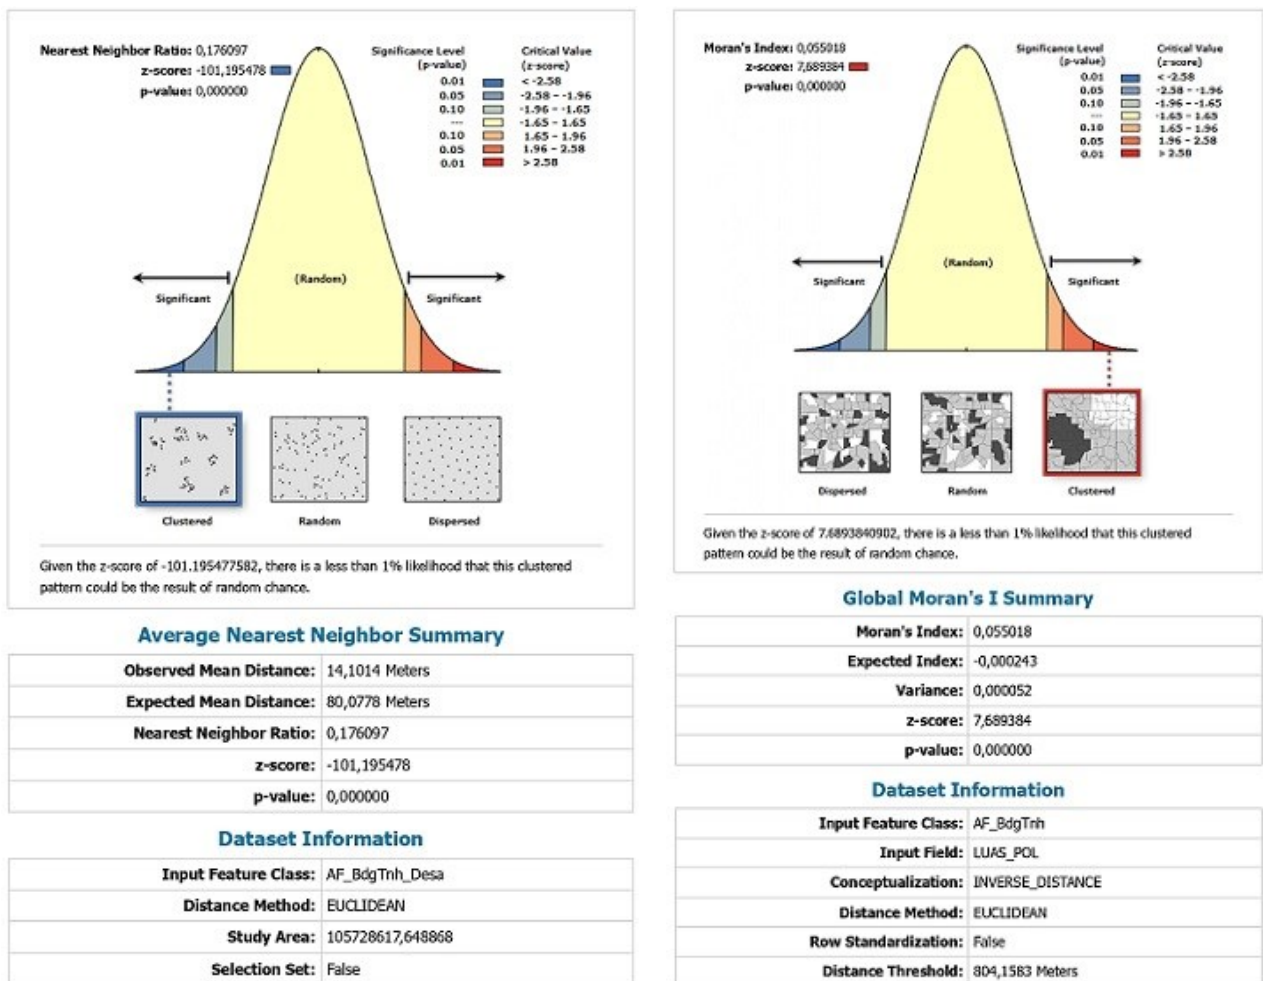 Nearest Neighbor Ratio: 0,176097
z-score: -101,195478
p-value: 0,000000
Significance Level (p-value)
Critical Value (z-score)
0.01 < -2.58
0.05 -2.58 - -1.96
0.10 -1.96 - -1.65
--- -1.65 - 1.65
0.10 1.65 - 1.96
0.05 1.96 - 2.58
0.01 > 2.58
(Random)
Significant
Significant
Clustered
Random
Dispersed
Given the z-score of -101.195477582, there is a less than 1% likelihood that this clustered
pattern could be the result of random chance.
Average Nearest Neighbor Summary
Observed Mean Distance: 14,1014 Meters
Expected Mean Distance: 80,0778 Meters
Nearest Neighbor Ratio: 0,176097
z-score: -101,195478
p-value: 0,000000
Dataset Information
Input Feature Class: AF_BdgTnh_Desa
Distance Method: EUCLIDEAN
Study Area: 105728617,648868
Selection Set: False
Moran's Index: 0,055018
z-score: 7,689384
p-value: 0,000000
Significance Level (p-value)
Critical Value (z-score)
0.01 < -2.58
0.05 -2.58 - -1.96
0.10 -1.96 - -1.65
--- -1.65 - 1.65
0.10 1.65 - 1.96
0.05 1.96 - 2.58
0.01 > 2.58
(Random)
Significant
Significant
Dispersed
Random
Clustered
Given the z-score of 7.6893840902, there is a less than 1% likelihood that this clustered
pattern could be the result of random chance.
Global Moran's I Summary
Moran's Index: 0,055018
Expected Index: -0,000243
Variance: 0,000052
z-score: 7,689384
p-value: 0,000000
Dataset Information
Input Feature Class: AF_BdgTnh
Input Field: LUAS_POL
Conceptualization: INVERSE_DISTANCE
Distance Method: EUCLIDEAN
Row Standardization: False
Distance Threshold: 804,1583 Meters